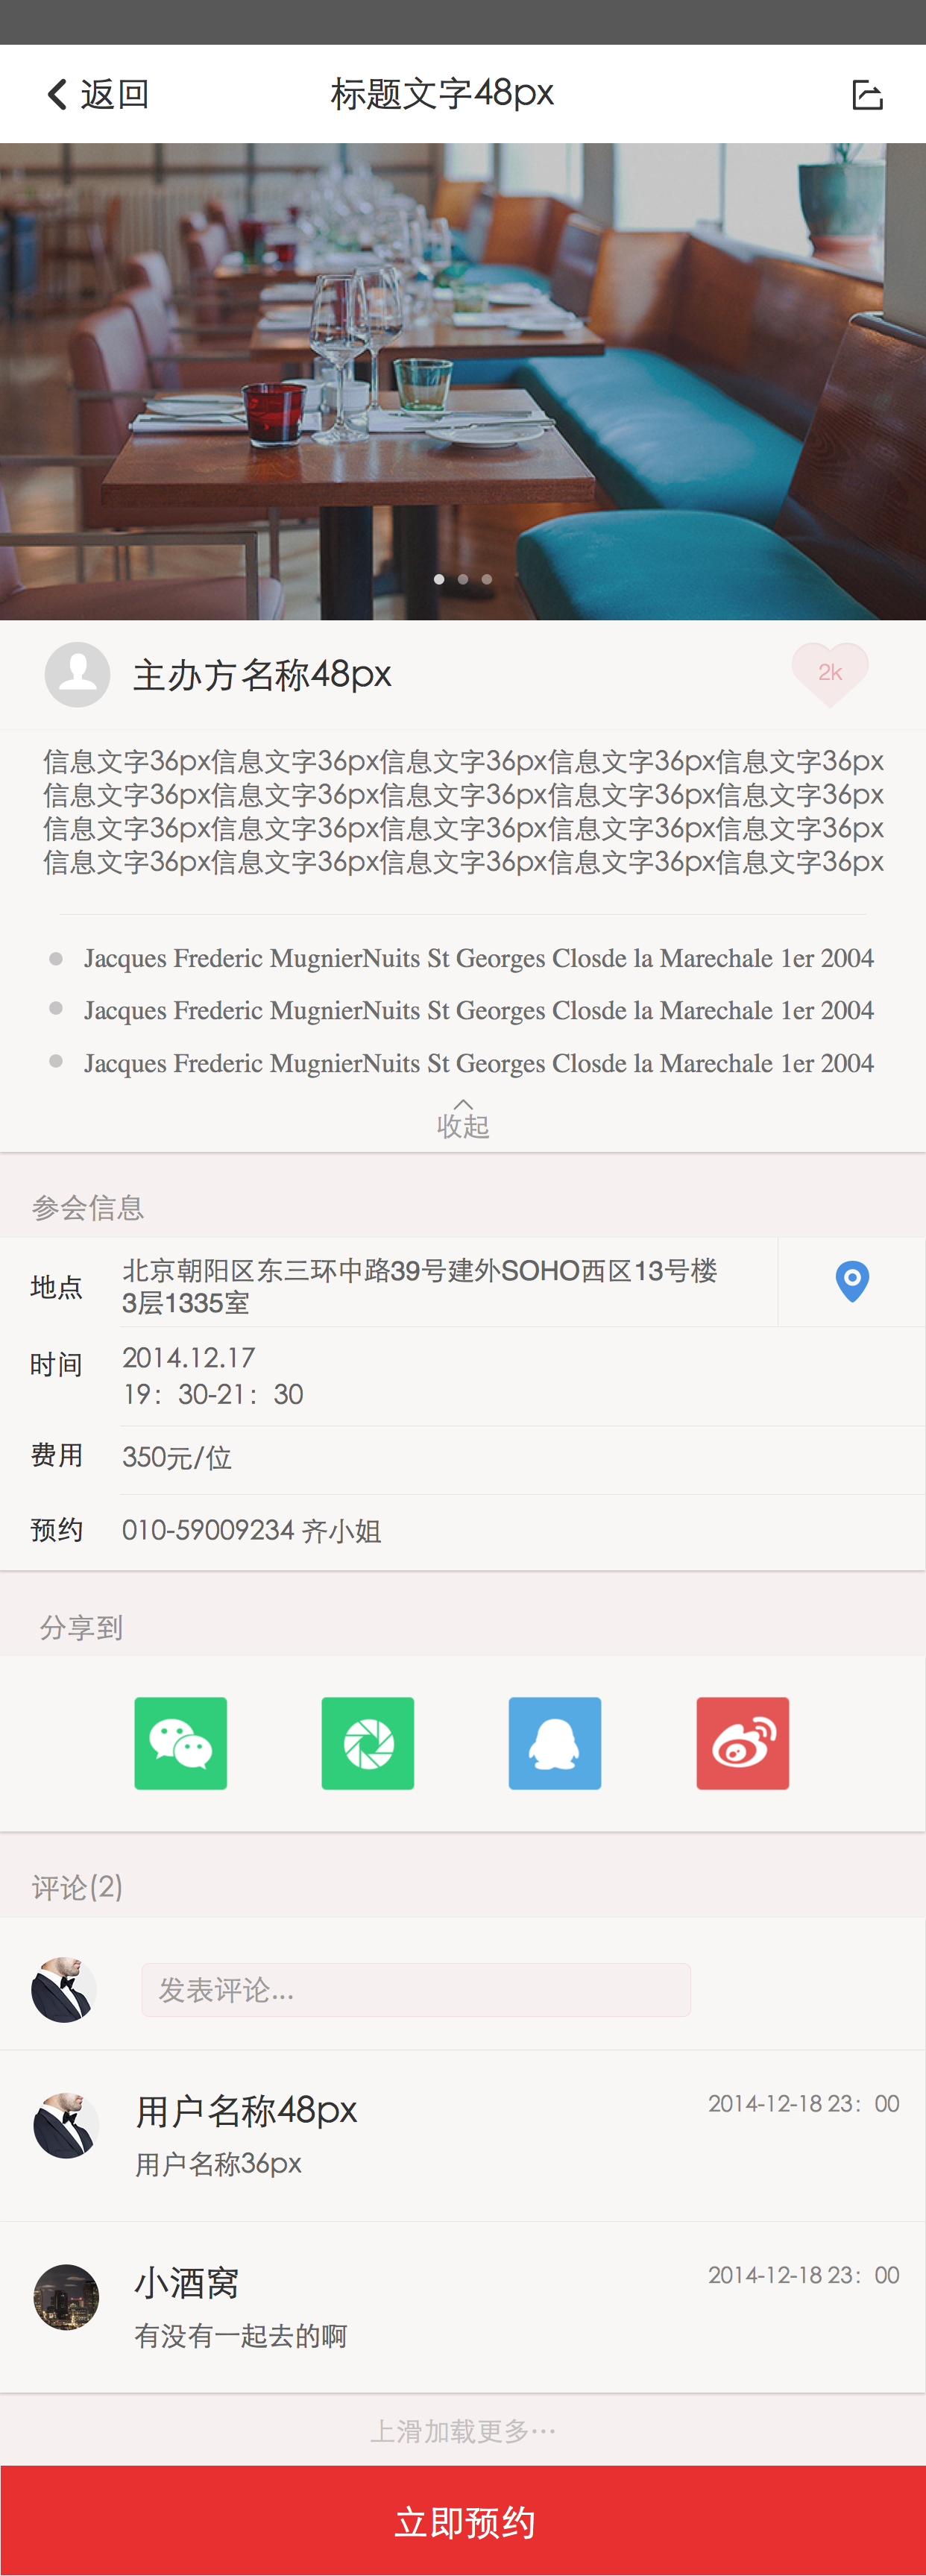 返回
标题文字48px
主办方名称48px
2k
信息文字36px信息文字36px信息文字36px信息文字36px信息文字36px
信息文字36px信息文字36px信息文字36px信息文字36px信息文字36px
信息文字36px信息文字36px信息文字36px信息文字36px信息文字36px
信息文字36px信息文字36px信息文字36px信息文字36px信息文字36px
Jacques Frederic MugnierNuits St Georges Closde la Marechale 1er 2004
Jacques Frederic MugnierNuits St Georges Closde la Marechale 1er 2004
Jacques Frederic MugnierNuits St Georges Closde la Marechale 1er 2004
收起
参会信息
地点
北京朝阳区东三环中路39号建外SOHO西区13号楼
3层1335室
时间
2014.12.17
19：30-21：30
费用
350元/位
预约
010-59009234 齐小姐
分享到
评论(2)
发表评论...
用户名称48px
2014-12-18 23：00
用户名称36px
小酒窝
2014-12-18 23：00
有没有一起去的啊
上滑加载更多···
立即预约